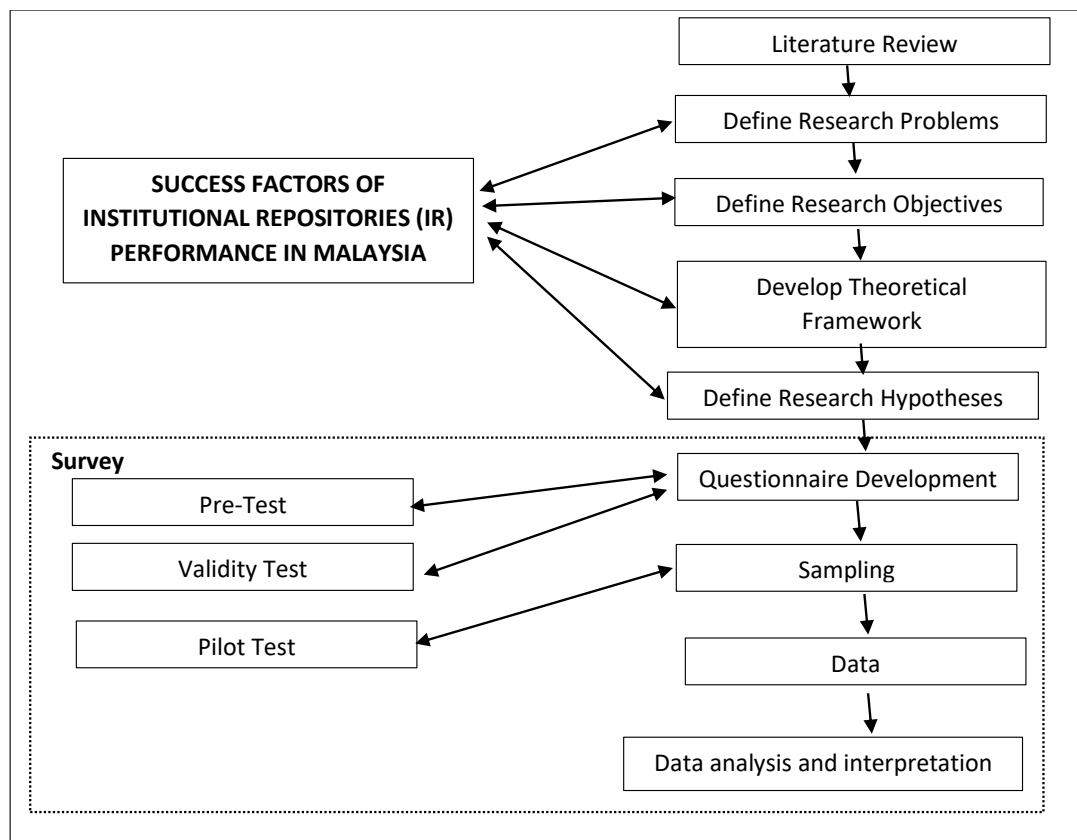 Literature Review
Define Research Problems
SUCCESS FACTORS OF
INSTITUTIONAL REPOSITORIES (IR)
PERFORMANCE IN MALAYSIA
Define Research Objectives
Develop Theoretical
Framework
Define Research Hypotheses
Survey
Questionnaire Development
Pre-Test
Validity Test
Sampling
Pilot Test
Data
Data analysis and interpretation